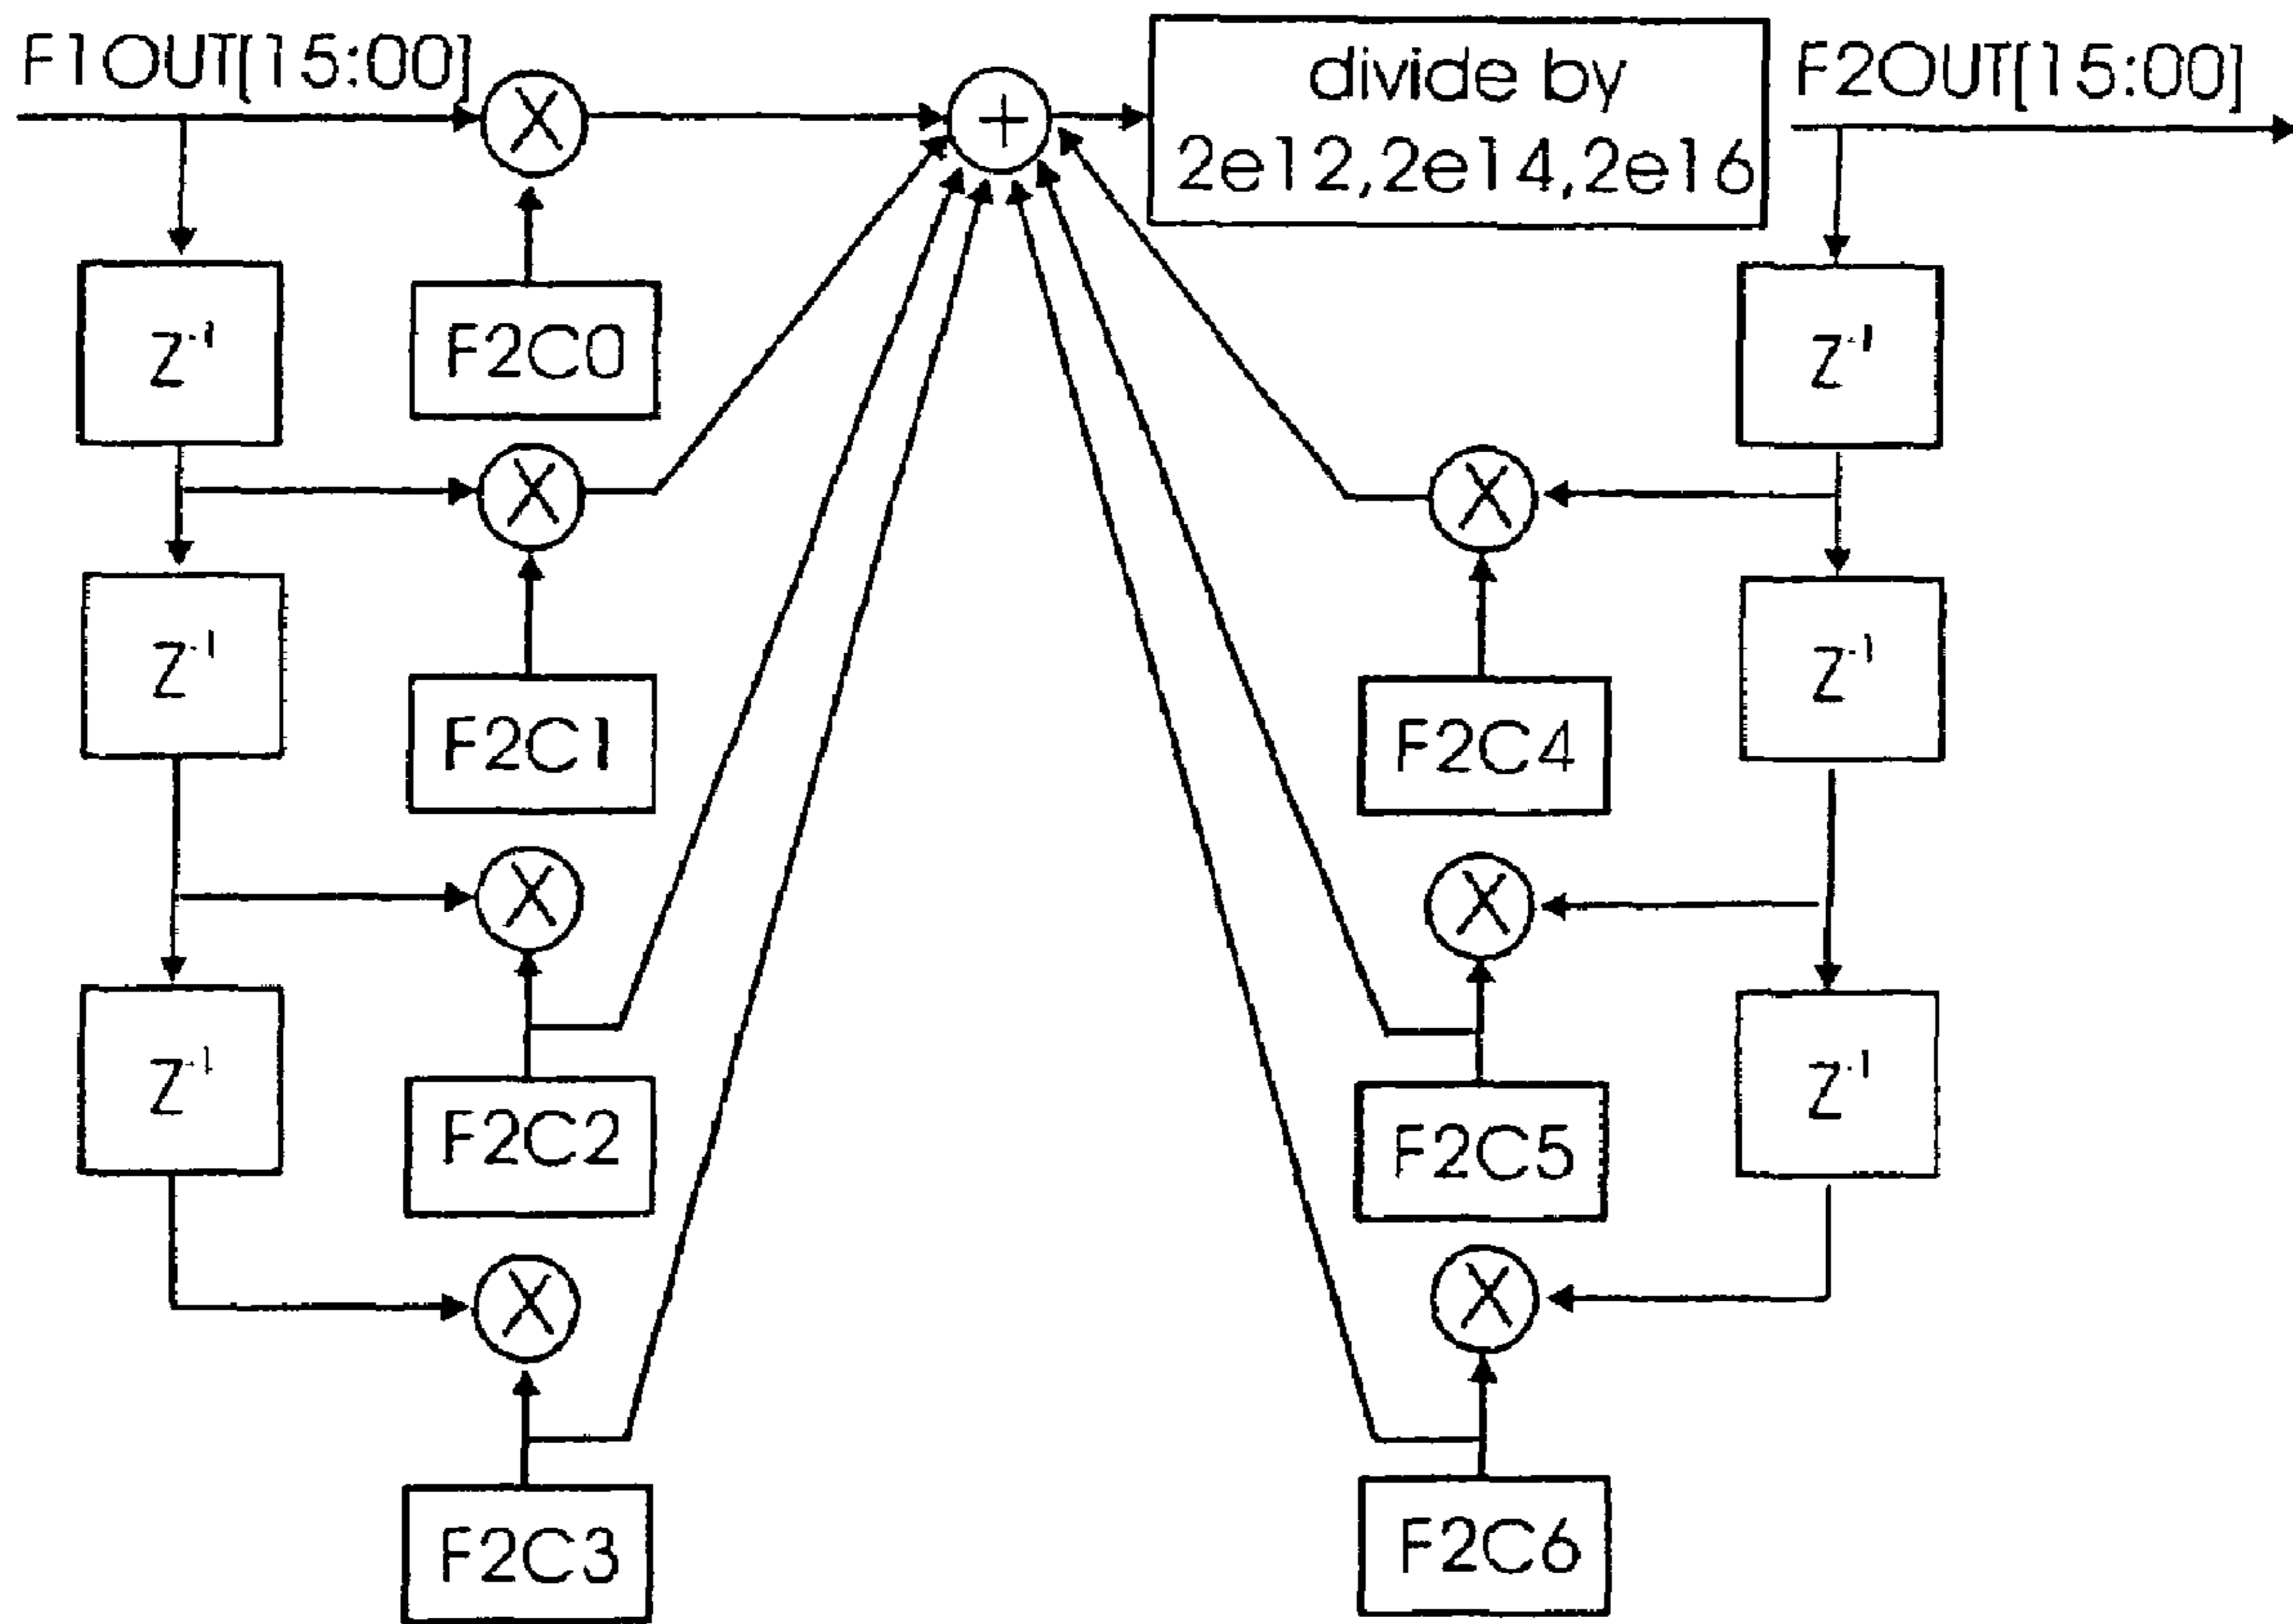 F1OUT[15:00]
X
+
divide by
2e12,2e14,2e16
F2OUT[15:00]
Z-1
F2C0
Z-1
X
X
Z-1
F2C1
Z-1
F2C4
X
X
Z-1
F2C2
Z-1
F2C5
X
X
F2C3
F2C6